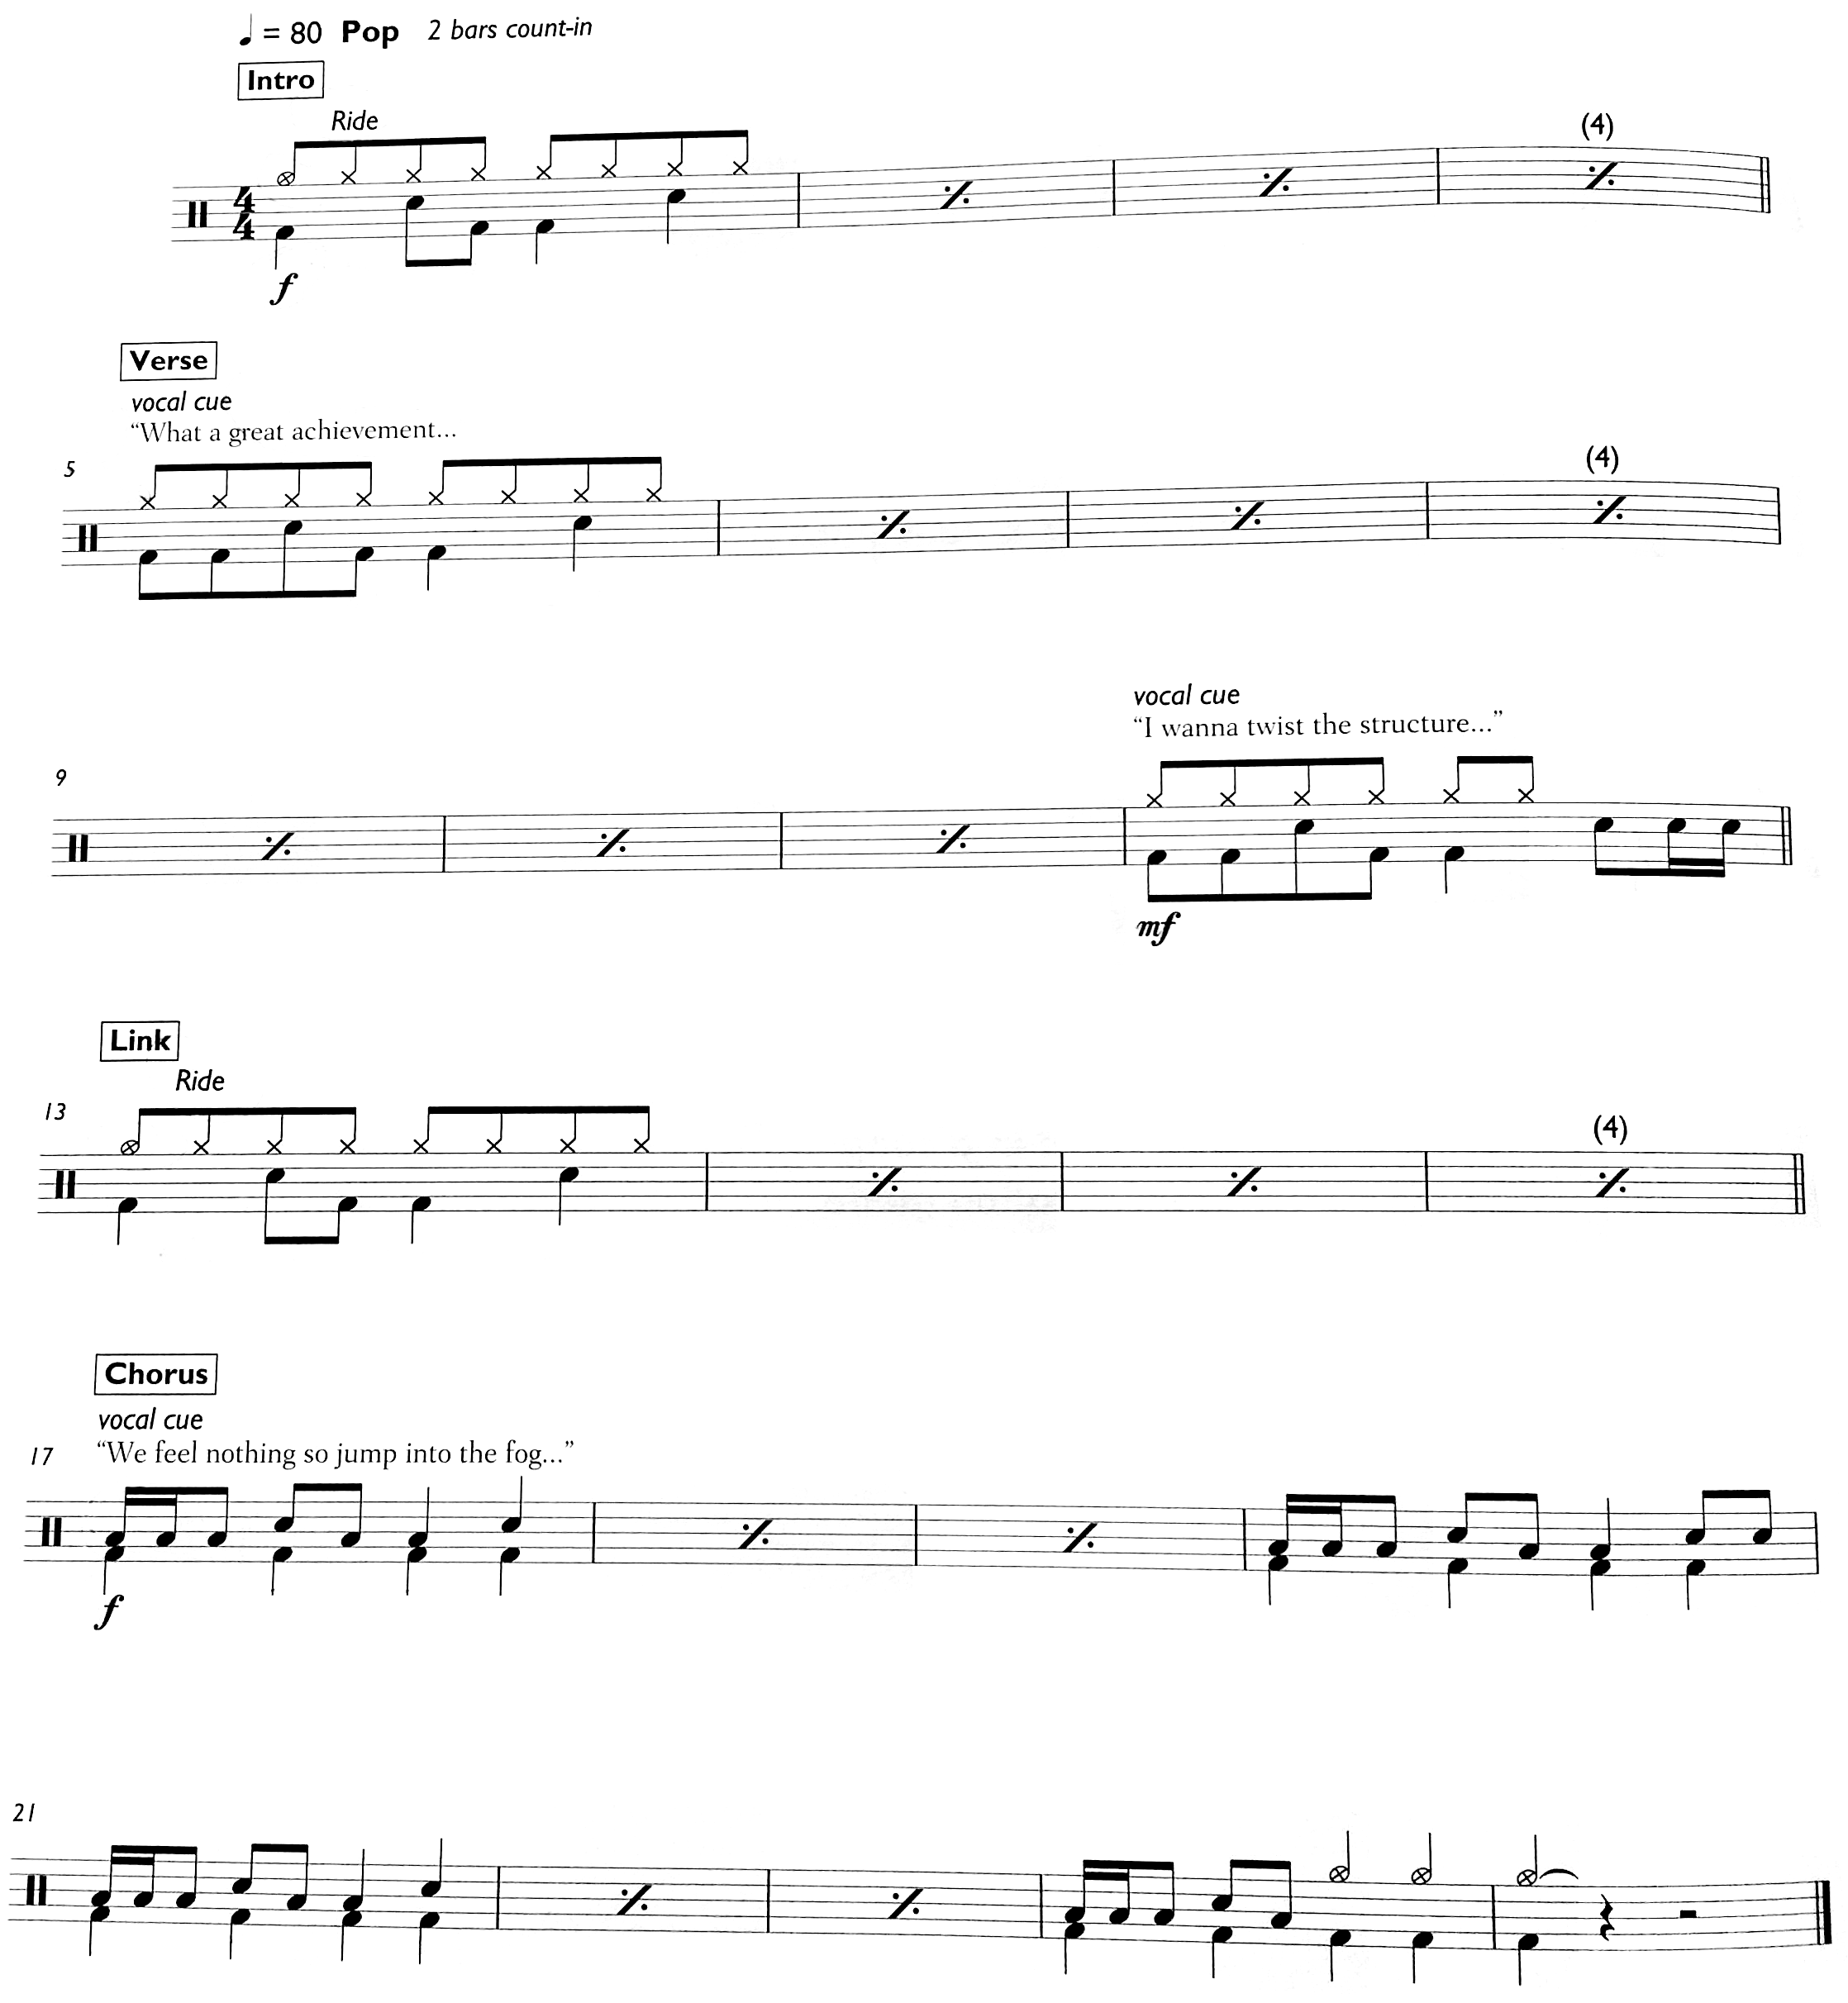 ♩ = 80 Pop 2 bars count-in
Intro
Ride
(4)
4
4
f
Verse
vocal cue
“What a great achievement...
5
(4)
vocal cue
“I wanna twist the structure...”
9
mf
Link
Ride
13
(4)
Chorus
vocal cue
“We feel nothing so jump into the fog...”
17
f
21